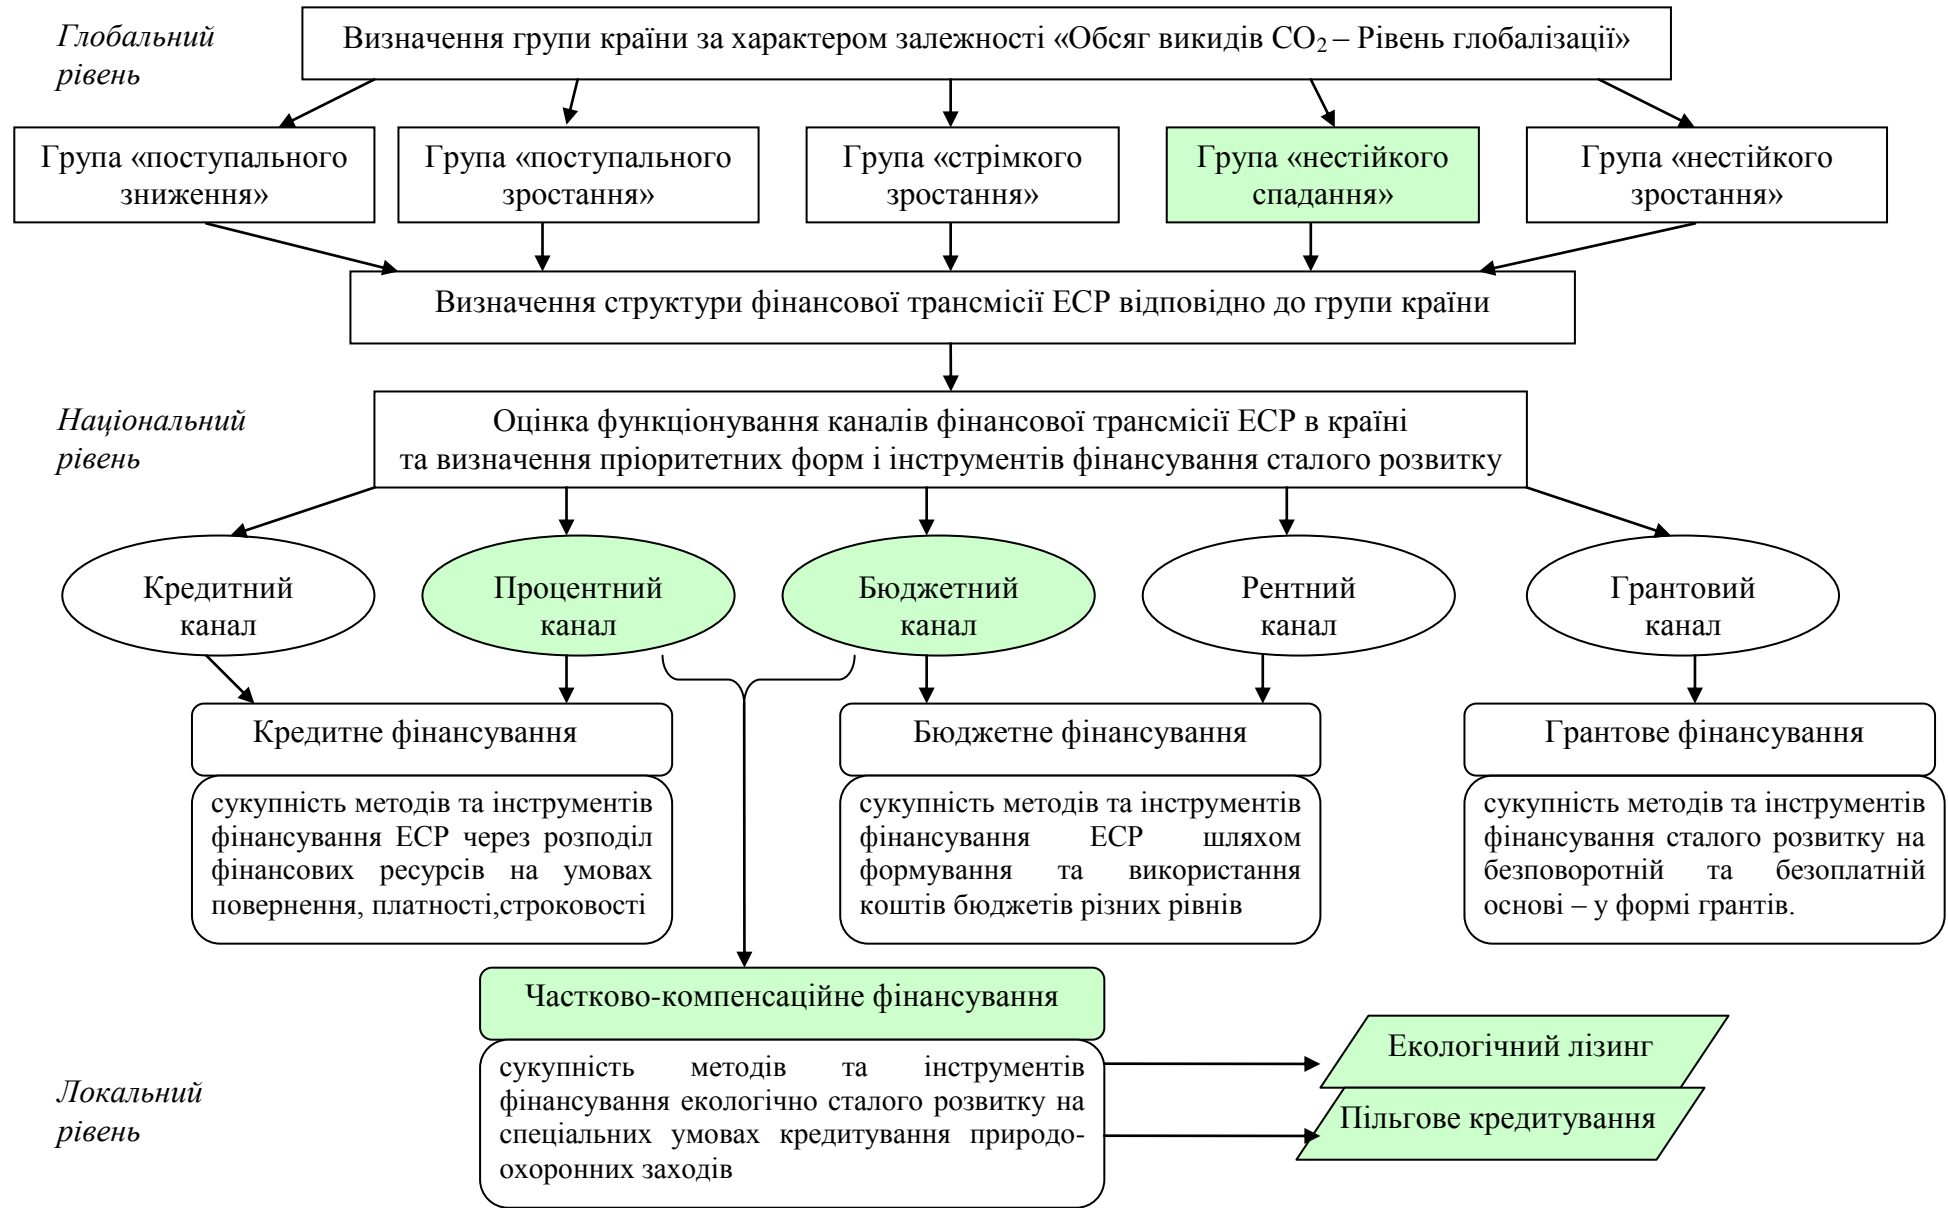 Глобальний
рівень
Визначення групи країни за характером залежності «Обсяг викидів CO₂ – Рівень глобалізації»
Група «поступального
зниження»
Група «поступального
зростання»
Група «стрімкого
зростання»
Група «нестійкого
спадання»
Група «нестійкого
зростання»
Визначення структури фінансової трансмісії ЕСР відповідно до групи країни
Національний
рівень
Оцінка функціонування каналів фінансової трансмісії ЕСР в країні
та визначення пріоритетних форм і інструментів фінансування сталого розвитку
Кредитний
канал
Процентний
канал
Бюджетний
канал
Рентний
канал
Грантовий
канал
Кредитне фінансування
сукупність методів та інструментів
фінансування ЕСР через розподіл
фінансових ресурсів на умовах
повернення, платності,строковості
Бюджетне фінансування
сукупність методів та інструментів
фінансування ЕСР шляхом
формування та використання
коштів бюджетів різних рівнів
Грантове фінансування
сукупність методів та інструментів
фінансування сталого розвитку на
безповоротній та безоплатній
основі – у формі грантів.
Частково-компенсаційне фінансування
сукупність методів та інструментів
фінансування екологічно сталого розвитку на
спеціальних умовах кредитування природо-
охоронних заходів
Екологічний лізинг
Пільгове кредитування
Локальний
рівень